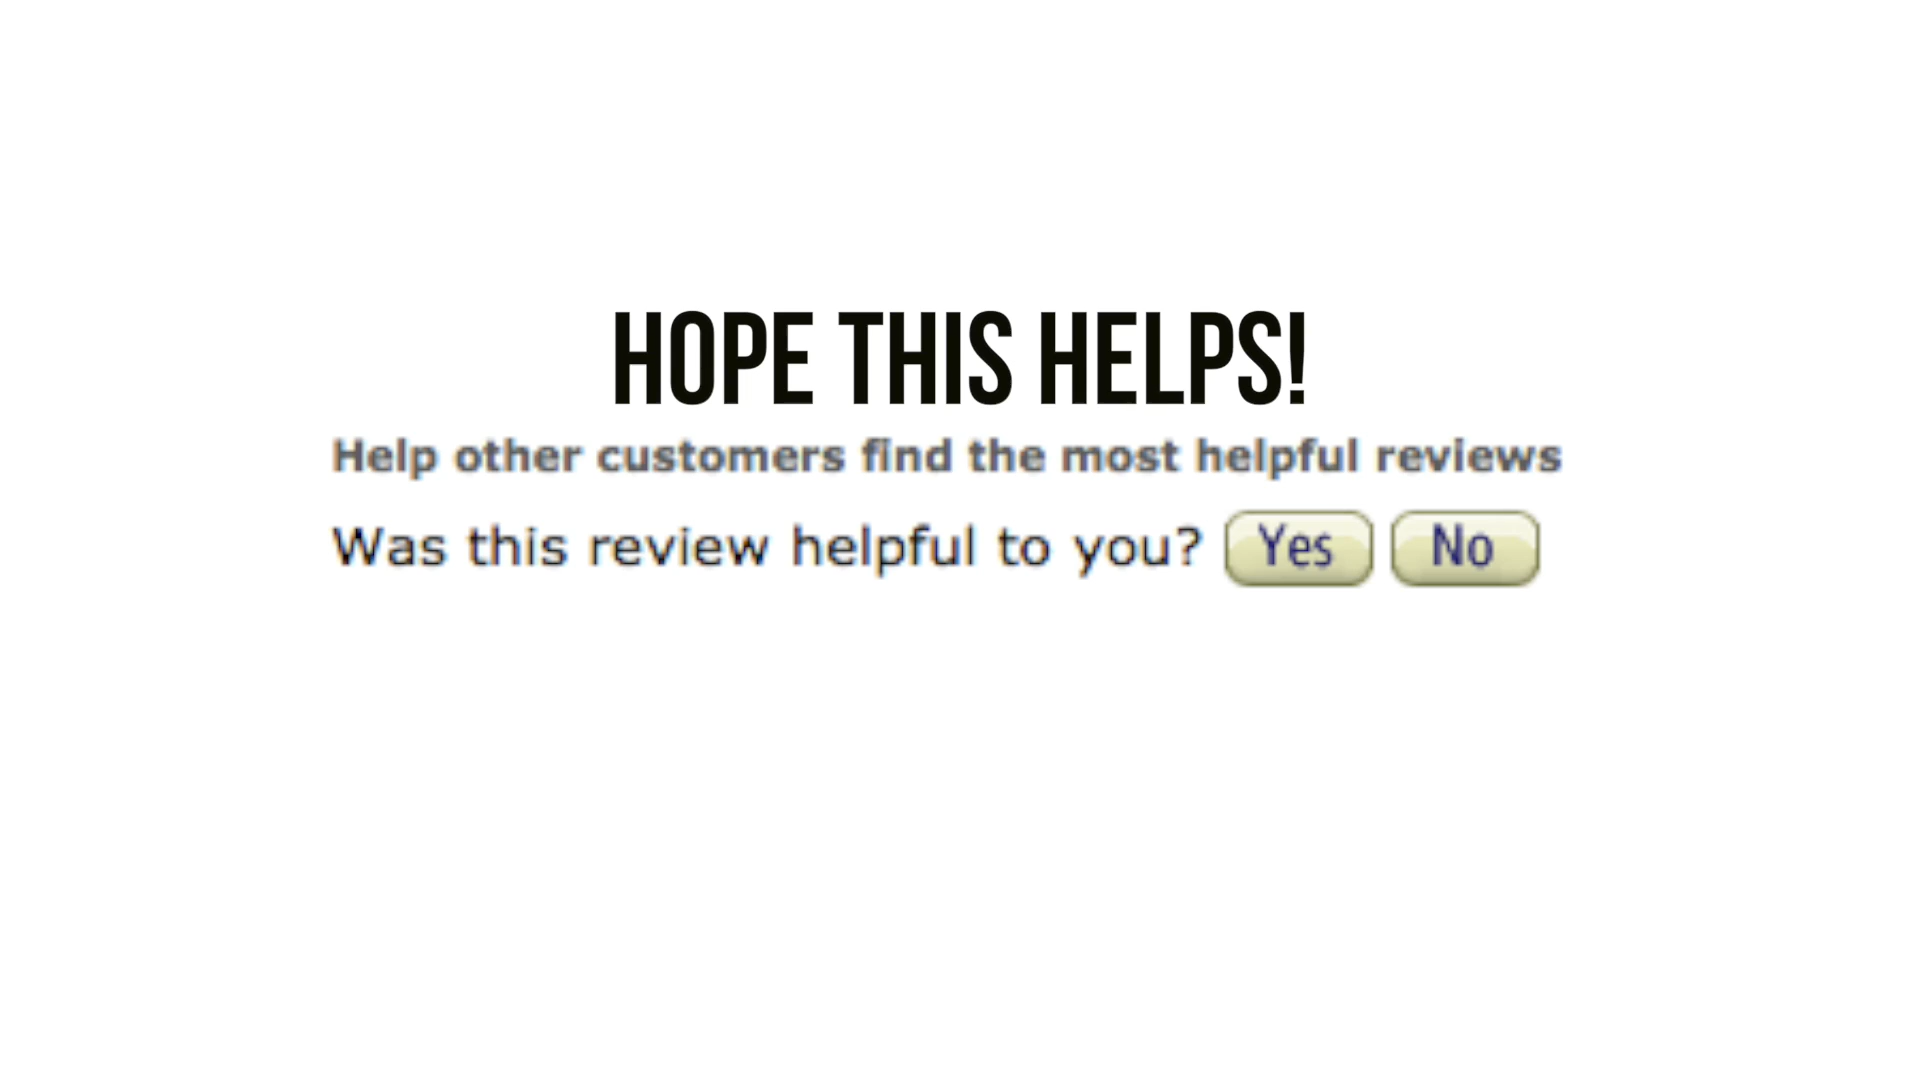 HOPE THIS HELPS!
Help other customers find the most helpful reviews
Was this review helpful to you? Yes No